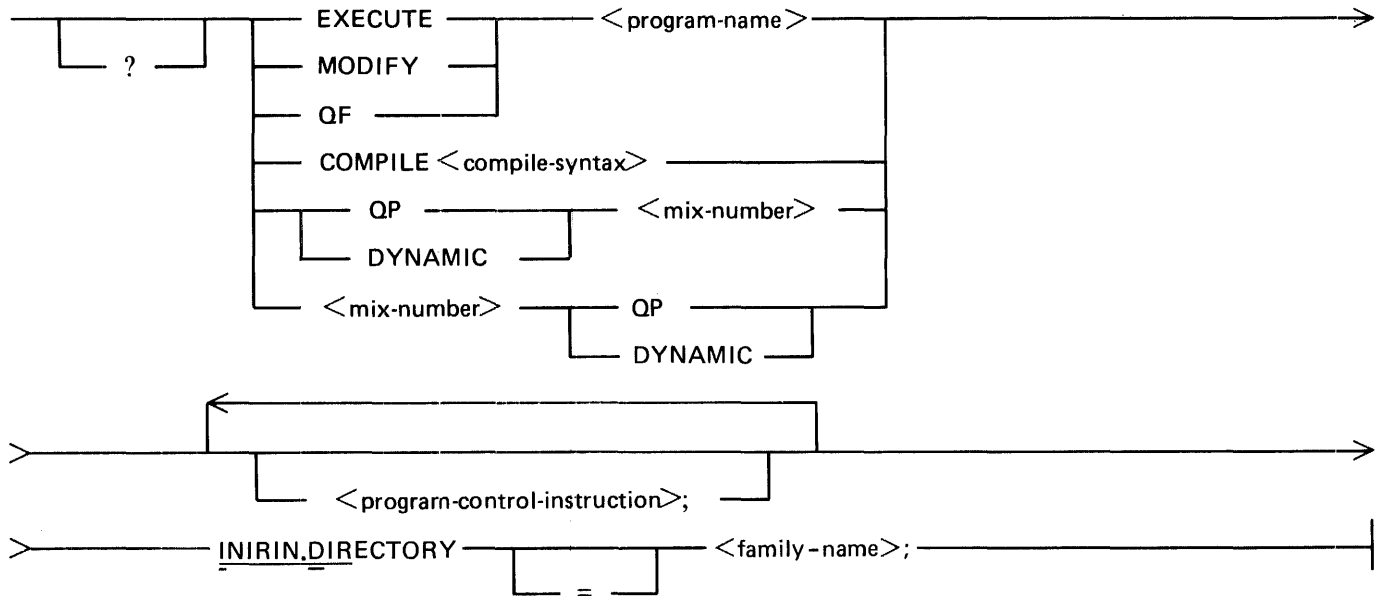 EXECUTE <program-name>
? MODIFY
QF
COMPILE <compile-syntax>
QP <mix-number>
DYNAMIC
<mix-number> QP
DYNAMIC
<program-control-instruction>;
INIRIN.DIRECTORY <family-name>;
=